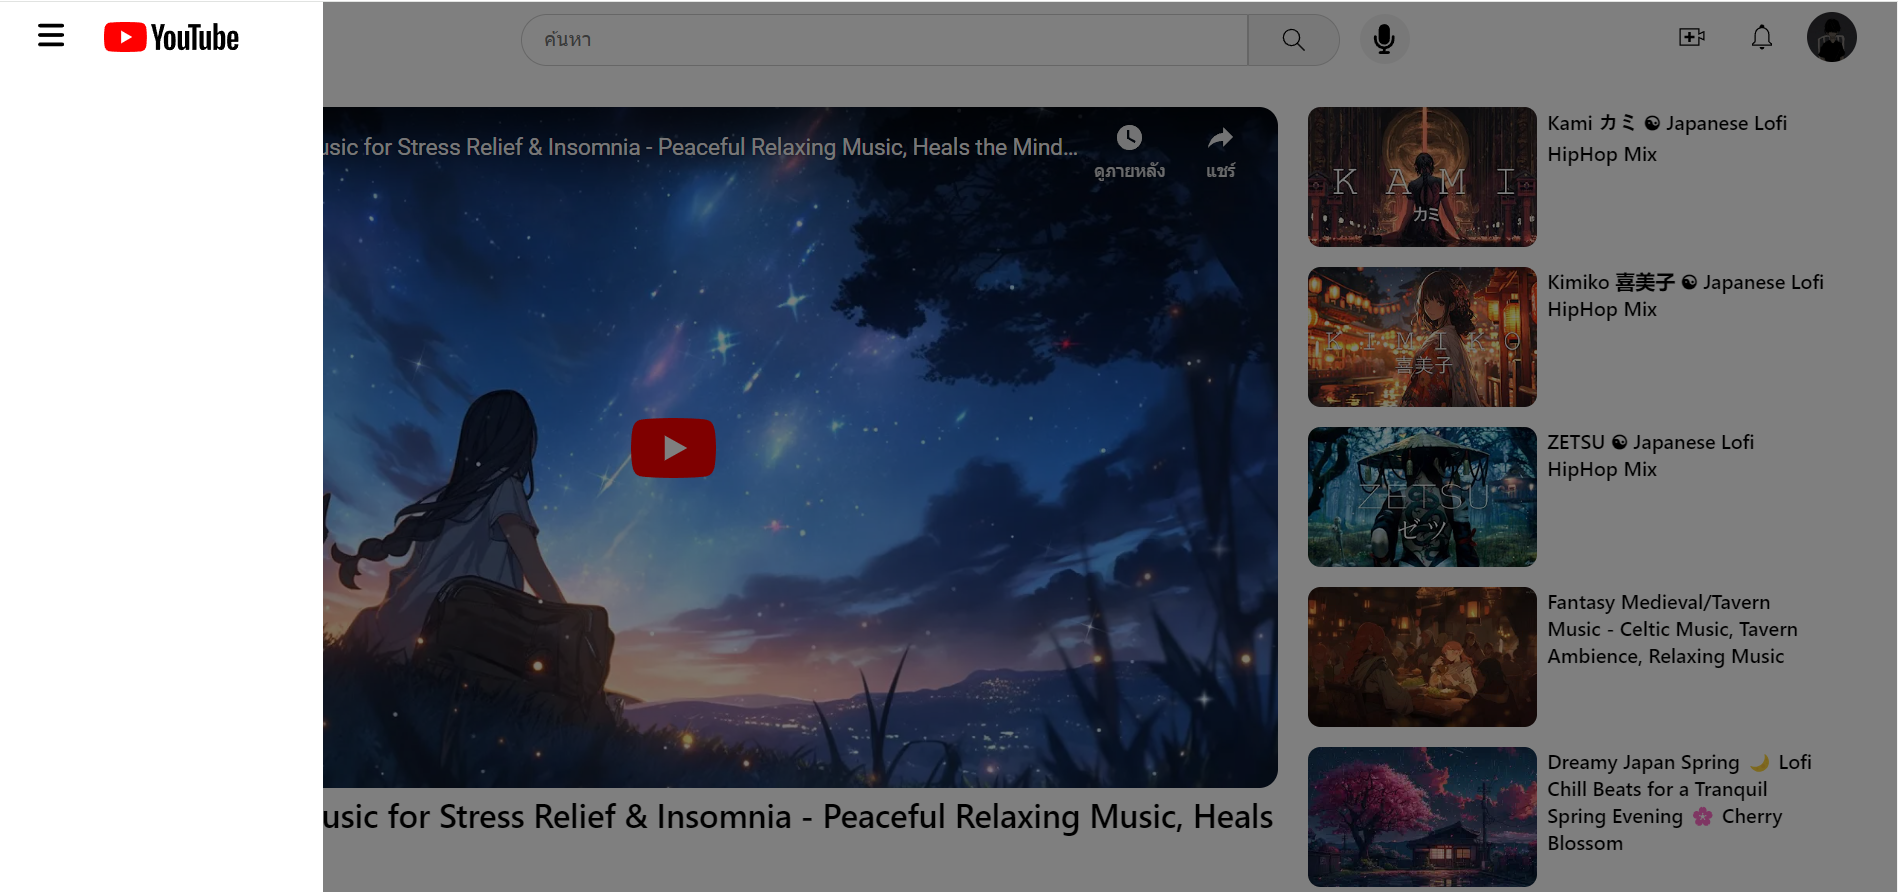 YouTube
ค้นหา
usic for Stress Relief & Insomnia - Peaceful Relaxing Music, Heals the Mind...
ดูภายหลัง
แชร์
usic for Stress Relief & Insomnia - Peaceful Relaxing Music, Heals
K A M I
カミ
Kami カミ ☯ Japanese Lofi
HipHop Mix
K I M I K O
喜美子
Kimiko 喜美子 ☯ Japanese Lofi
HipHop Mix
ZETSU
ゼツ
ZETSU ☯ Japanese Lofi
HipHop Mix
Fantasy Medieval/Tavern
Music - Celtic Music, Tavern
Ambience, Relaxing Music
Dreamy Japan Spring 🌙 Lofi
Chill Beats for a Tranquil
Spring Evening 🌸 Cherry
Blossom